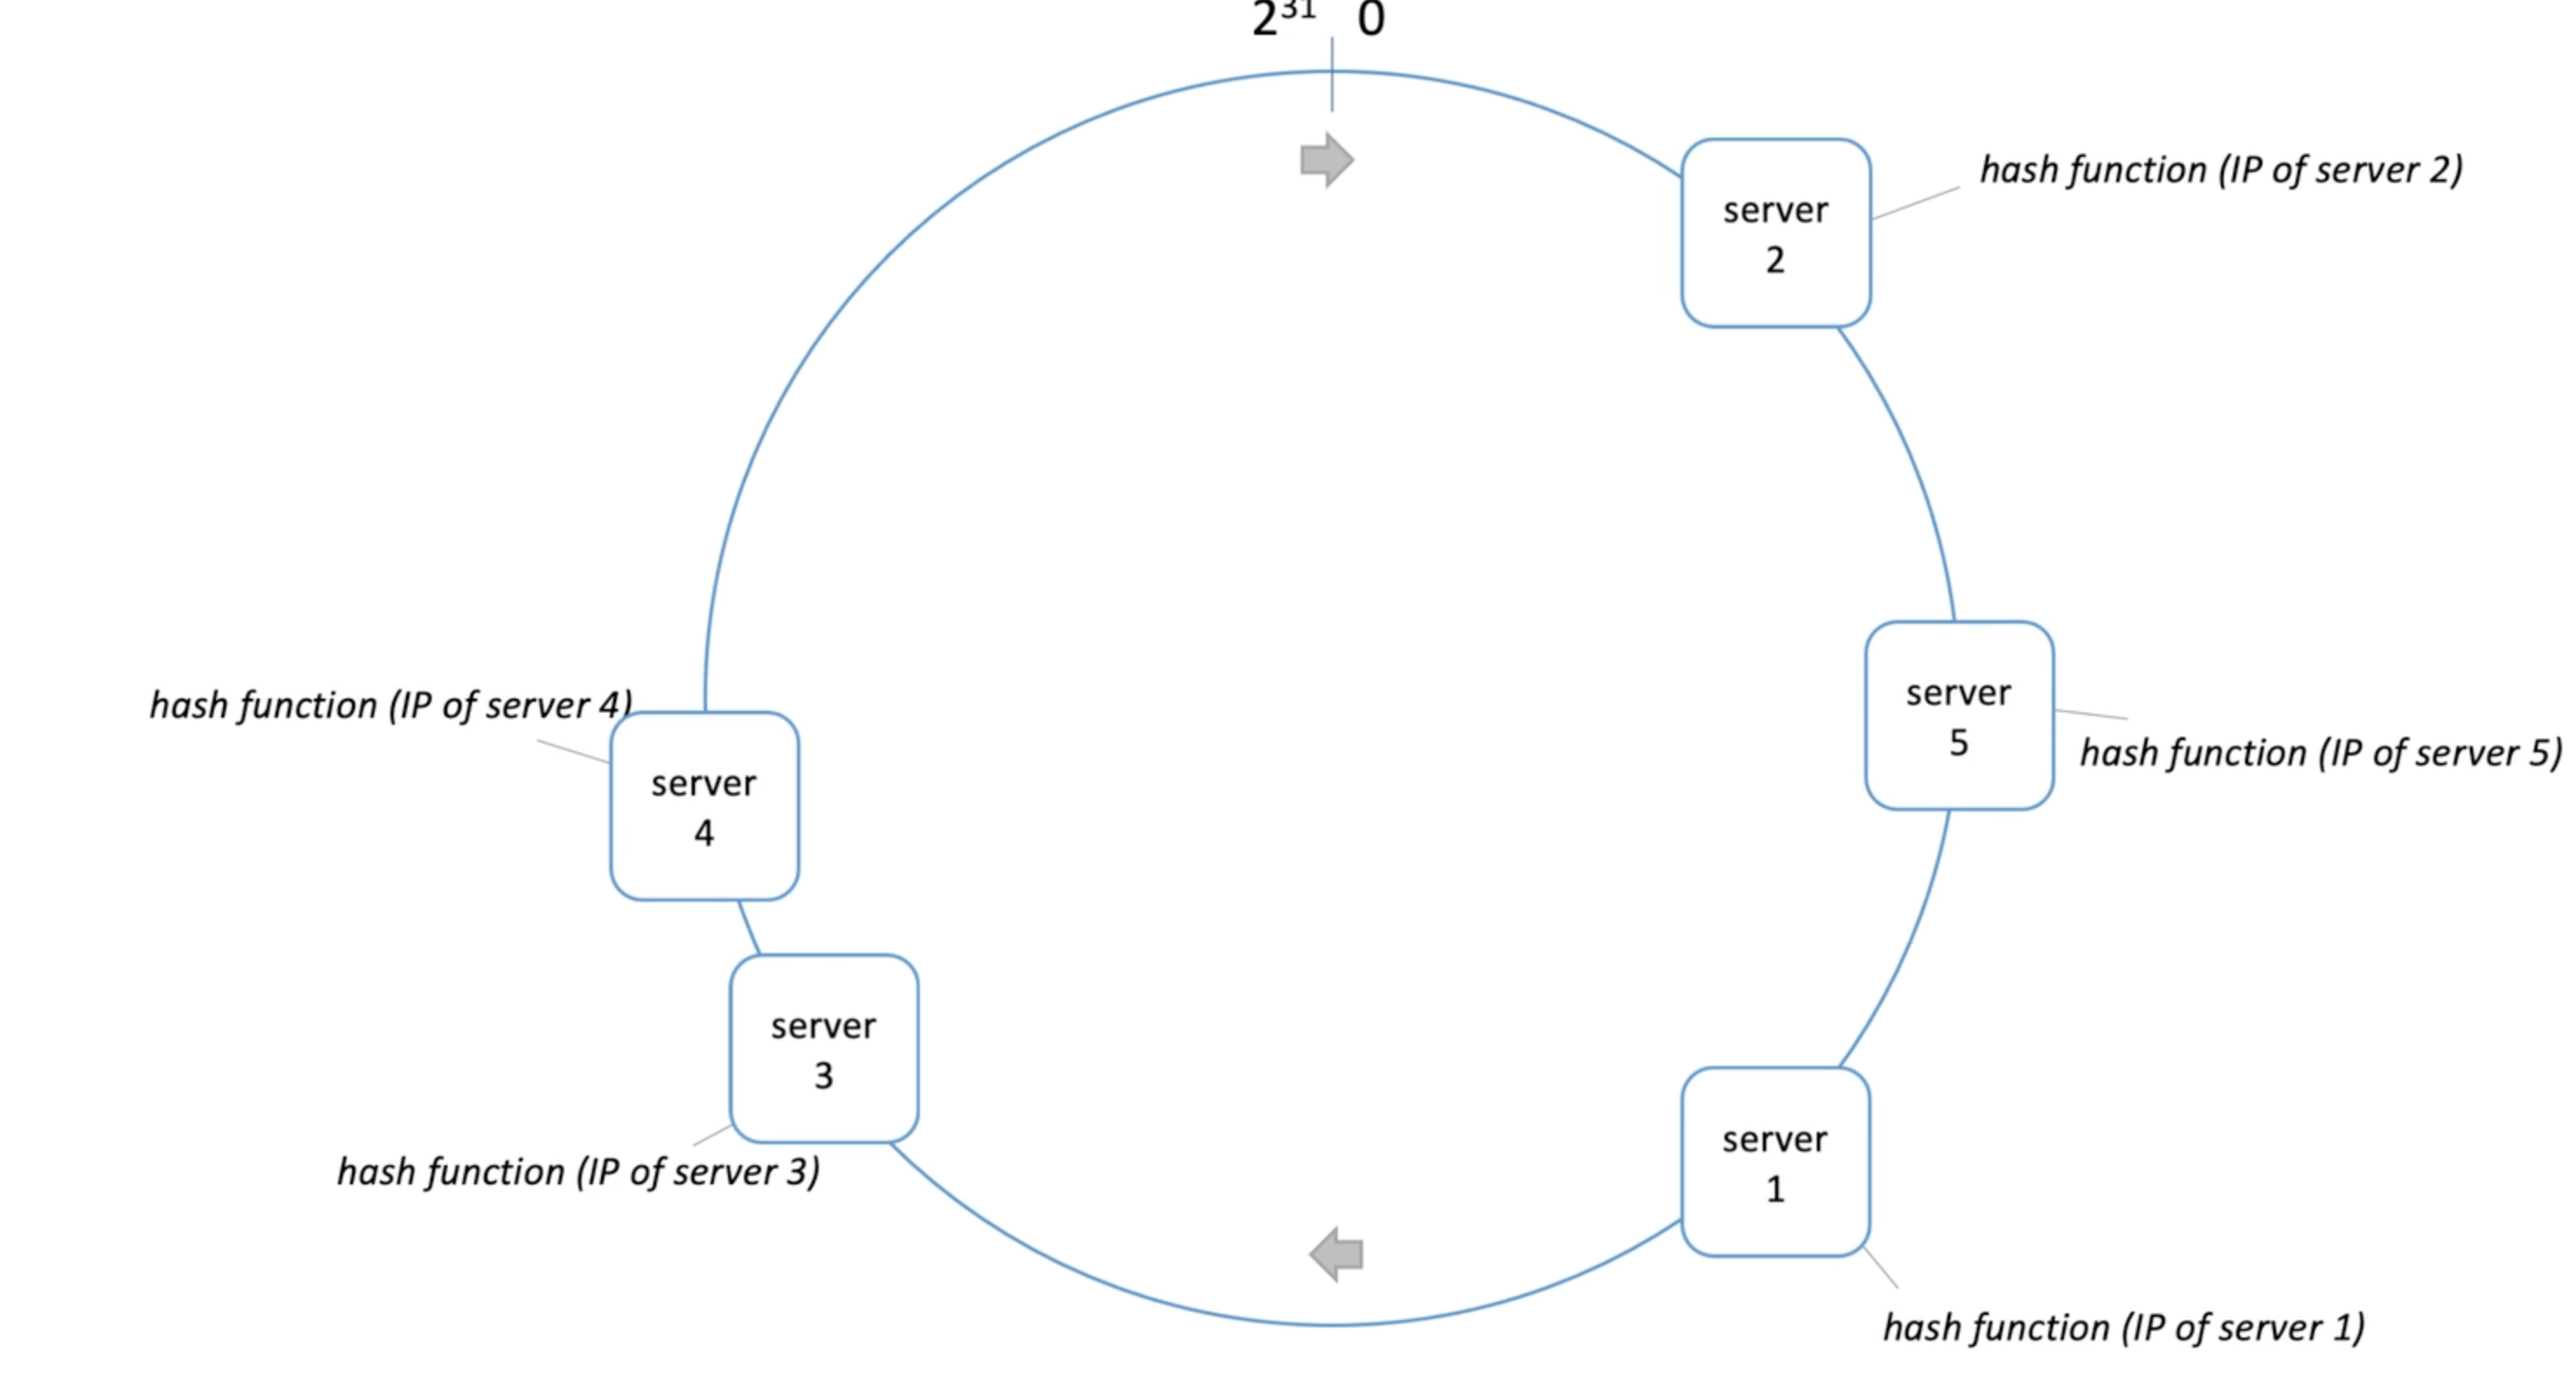 2³¹ 0
hash function (IP of server 2)
server
2
server
5
hash function (IP of server 5)
hash function (IP of server 4)
server
4
server
3
hash function (IP of server 3)
server
1
hash function (IP of server 1)